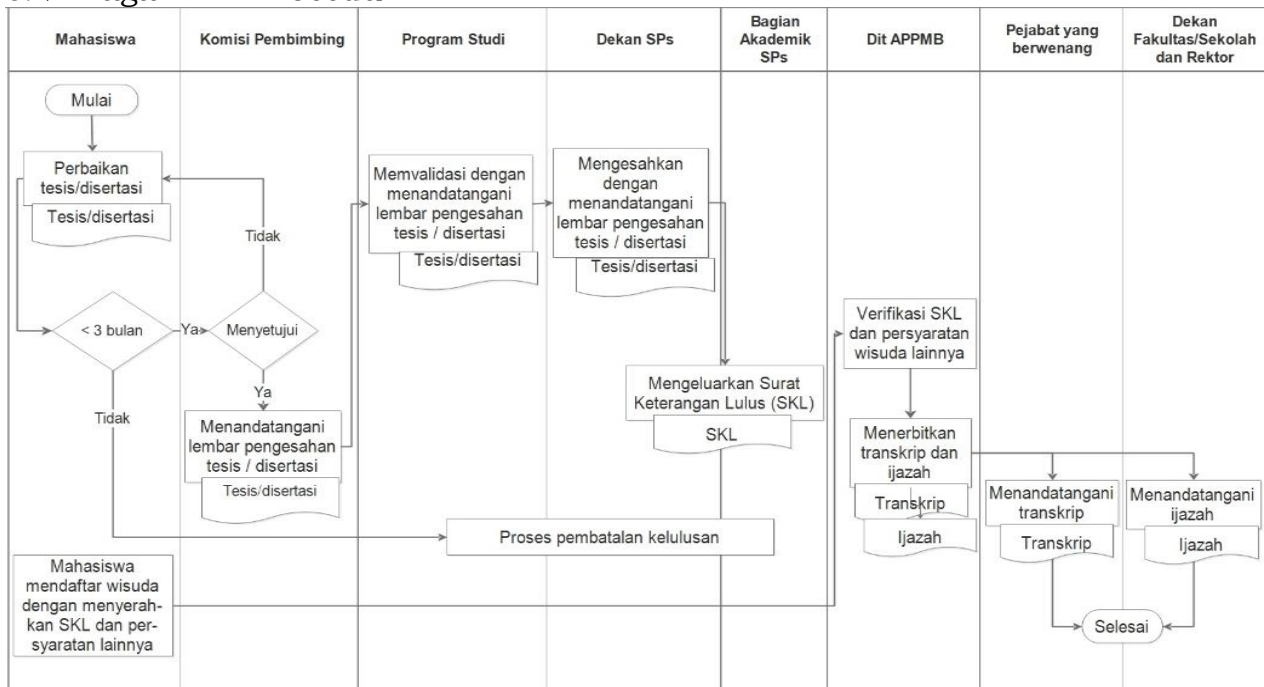 Mahasiswa
Komisi Pembimbing
Program Studi
Dekan SPs
Bagian
Akademik
SPs
Dit APPMB
Pejabat yang
berwenang
Dekan
Fakultas/Sekolah
dan Rektor
Mulai
Perbaikan
tesis/disertasi
Tesis/disertasi
< 3 bulan
Ya
Tidak
Menyetujui
Tidak
Ya
Menandatangani
lembar pengesahan
tesis / disertasi
Tesis/disertasi
Memvalidasi dengan
menandatangani
lembar pengesahan
tesis / disertasi
Tesis/disertasi
Mengesahkan
dengan
menandatangani
lembar pengesahan
tesis / disertasi
Tesis/disertasi
Mengeluarkan Surat
Keterangan Lulus (SKL)
SKL
Proses pembatalan kelulusan
Mahasiswa
mendaftar wisuda
dengan menyerah-
kan SKL dan per-
syaratan lainnya
Verifikasi SKL
dan persyaratan
wisuda lainnya
Menerbitkan
transkrip dan
ijazah
Transkrip
Ijazah
Menandatangani
transkrip
Transkrip
Menandatangani
ijazah
Ijazah
Selesai